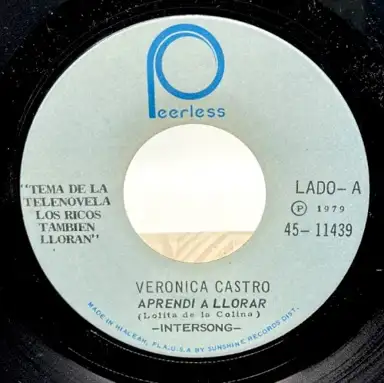 Peerless
"TEMA DE LA
TELENOVELA
LOS RICOS
TAMBIEN
LLORAN"
LADO-A
Ⓟ 1979
45-11439
VERONICA CASTRO
APRENDI A LLORAR
(Lolita de la Colina)
-INTERSONG-
MADE IN HIALEAH, FLA., U.S.A BY SUNSHINE RECORDS DIST.